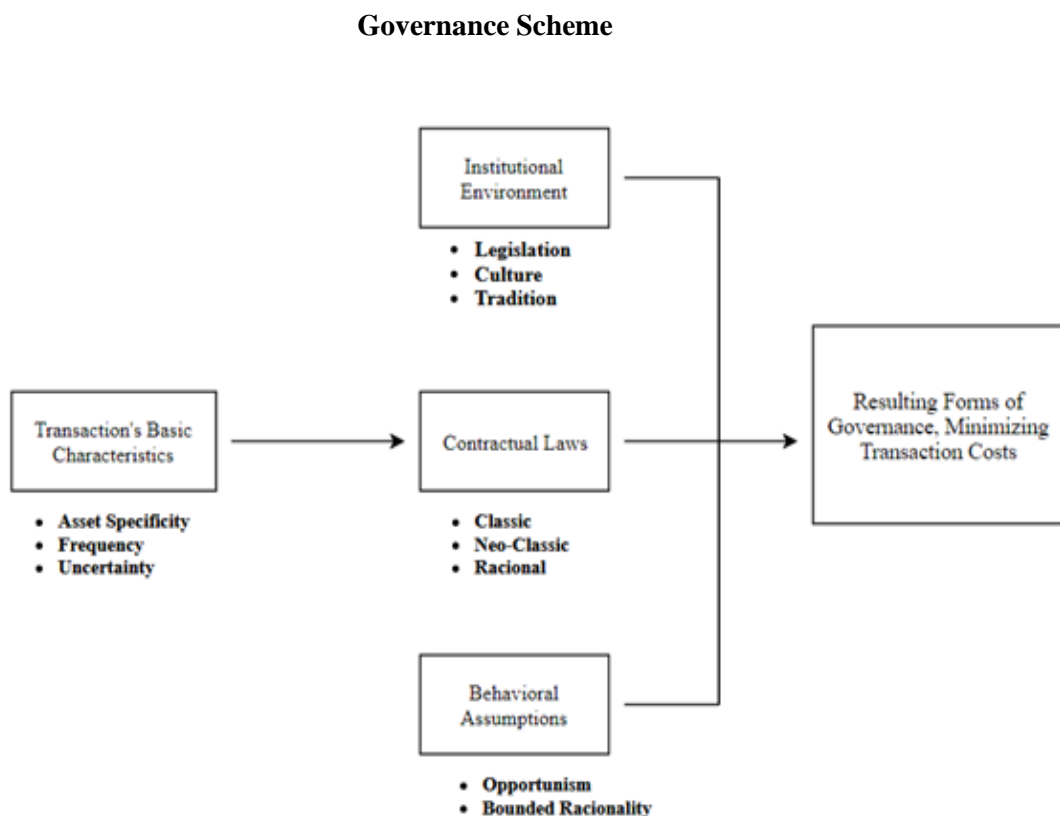 Governance Scheme
Institutional
Environment
• Legislation
• Culture
• Tradition
Transaction's Basic
Characteristics
• Asset Specificity
• Frequency
• Uncertainty
Contractual Laws
• Classic
• Neo-Classic
• Racional
Behavioral
Assumptions
• Opportunism
• Bounded Racionality
Resulting Forms of
Governance, Minimizing
Transaction Costs